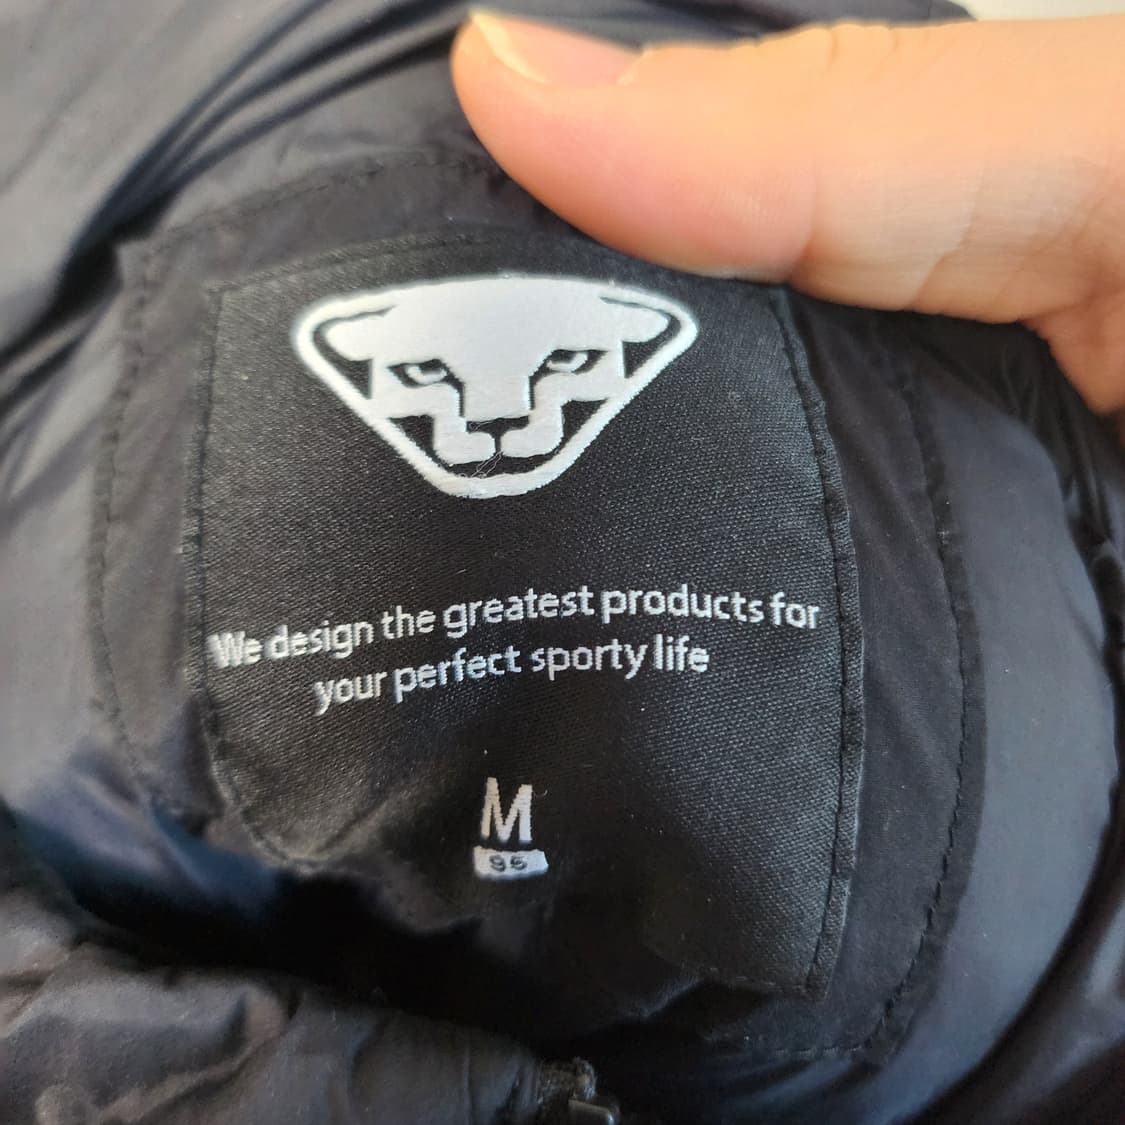 We design the greatest products for
your perfect sporty life
M
95